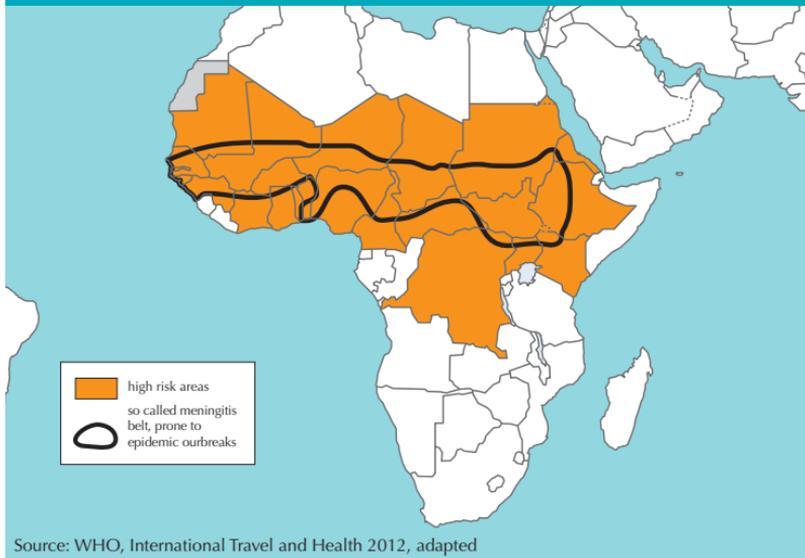 high risk areas
so called meningitis
belt, prone to
epidemic ourbreaks
Source: WHO, International Travel and Health 2012, adapted